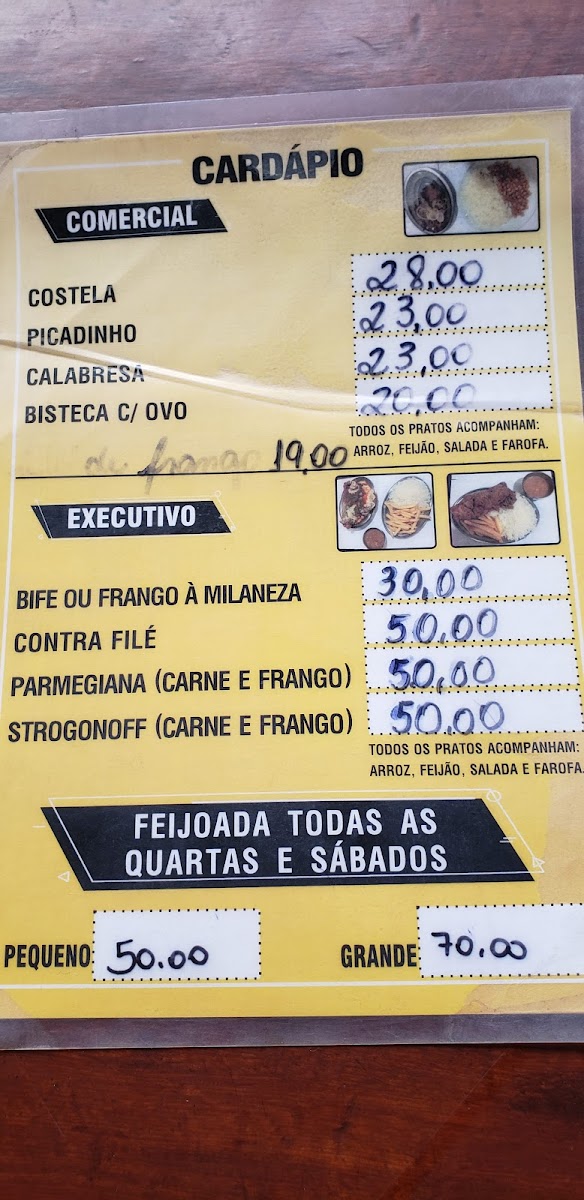 CARDÁPIO
COMERCIAL
COSTELA 28,00
PICADINHO 23,00
CALABRESA 23,00
BISTECA C/ OVO 20,00
TODOS OS PRATOS ACOMPANHAM:
ARROZ, FEIJÃO, SALADA E FAROFA.
de frango 19,00
EXECUTIVO
BIFE OU FRANGO À MILANEZA 30,00
CONTRA FILÉ 50.00
PARMEGIANA (CARNE E FRANGO) 50,00
STROGONOFF (CARNE E FRANGO) 50.00
TODOS OS PRATOS ACOMPANHAM:
ARROZ, FEIJÃO, SALADA E FAROFA.
FEIJOADA TODAS AS
QUARTAS E SÁBADOS
PEQUENO 50.00 GRANDE 70.00